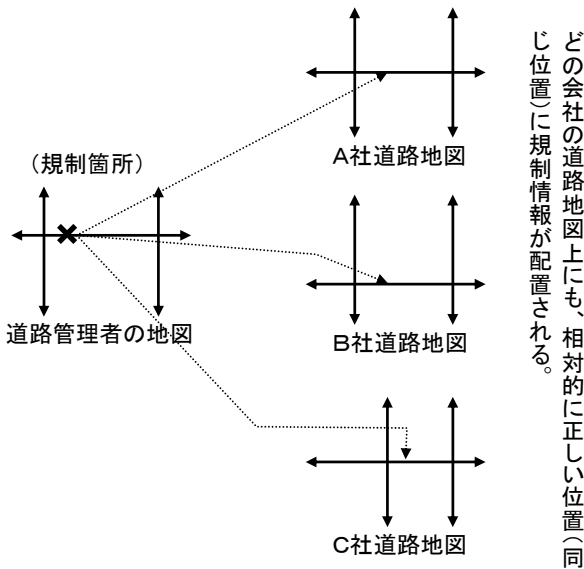 どの会社の道路地図上にも、相対的に正しい位置(同
じ位置)に規制情報が配置される。
A社道路地図
(規制箇所)
道路管理者の地図
B社道路地図
C社道路地図